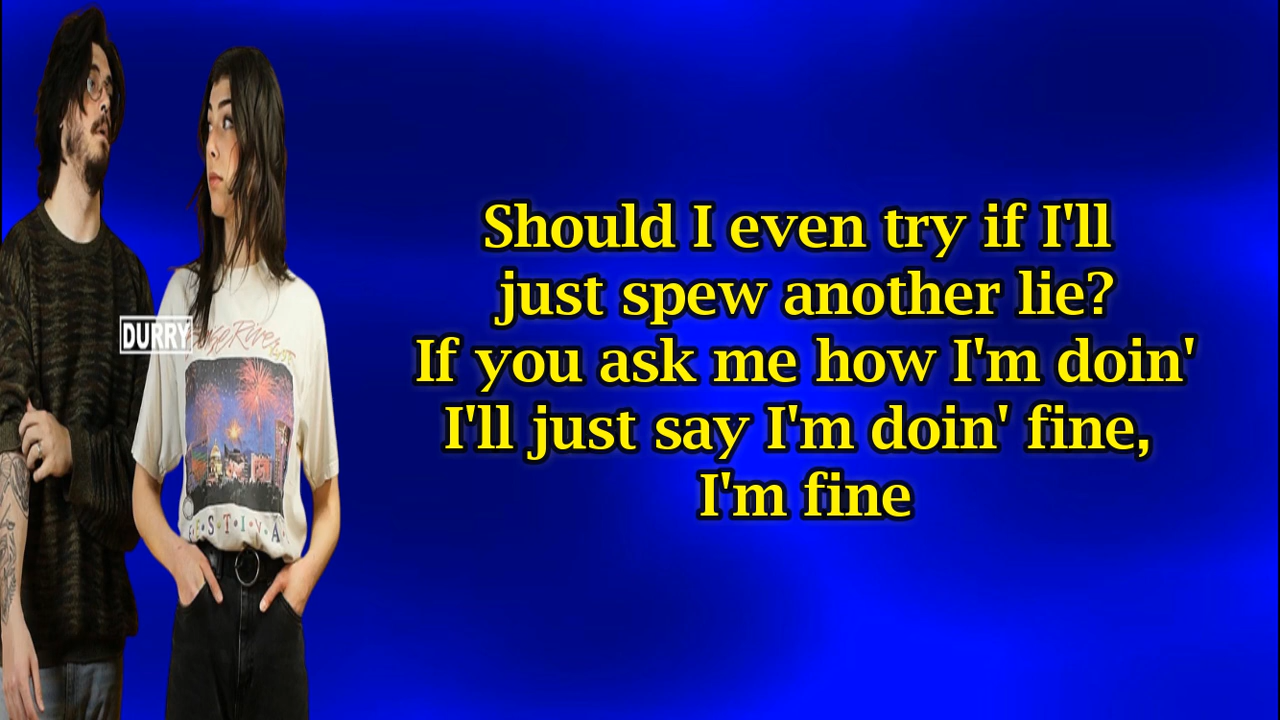 DURRY
Should I even try if I'll
just spew another lie?
If you ask me how I'm doin'
I'll just say I'm doin' fine,
I'm fine